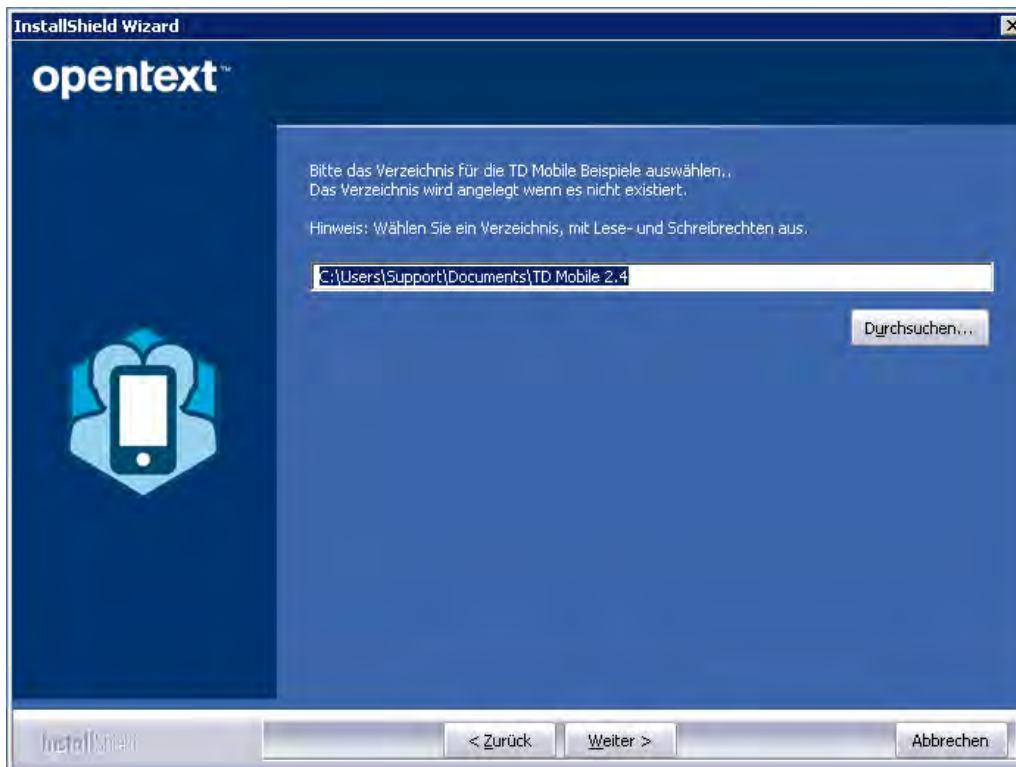 InstallShield Wizard
opentext™
Bitte das Verzeichnis für die TD Mobile Beispiele auswählen..
Das Verzeichnis wird angelegt wenn es nicht existiert.
Hinweis: Wählen Sie ein Verzeichnis, mit Lese- und Schreibrechten aus.
C:\Users\Support\Documents\TD Mobile 2.4
Durchsuchen...
InstallShield
< Zurück
Weiter >
Abbrechen